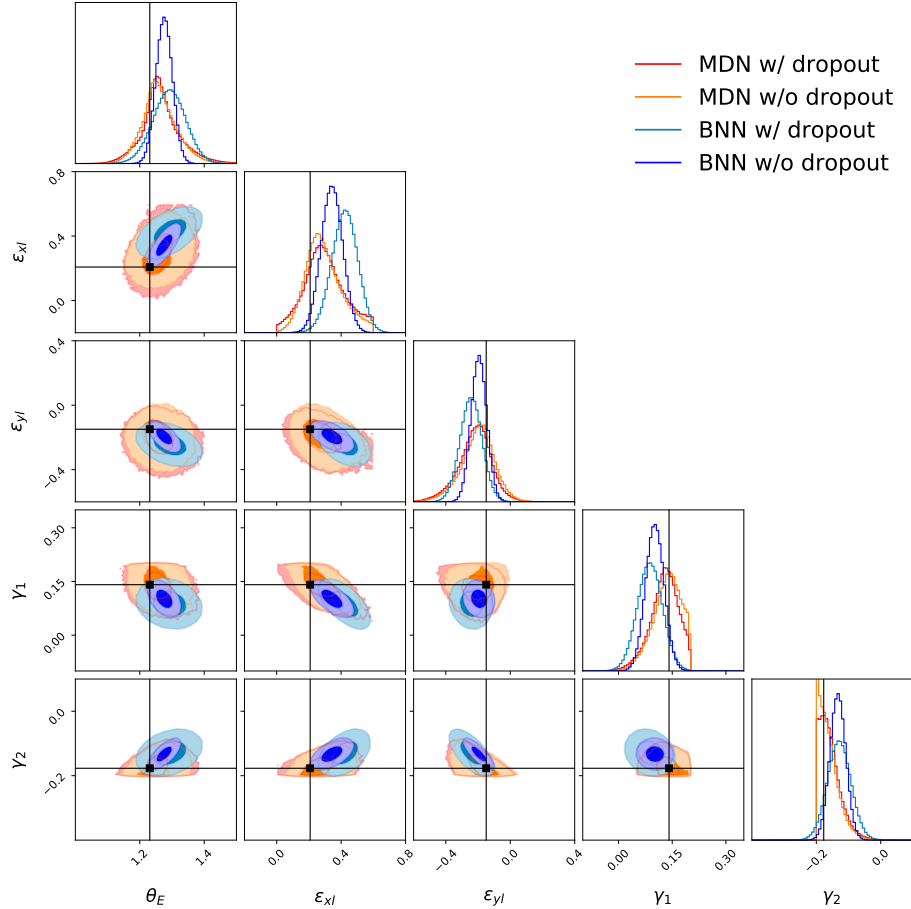 MDN w/ dropout
MDN w/o dropout
BNN w/ dropout
BNN w/o dropout
0.8
0.4
0.0
ε_xl
0.4
0.0
−0.4
ε_yl
0.30
0.15
0.00
γ_1
0.0
−0.2
γ_2
1.2 1.4 0.0 0.4 0.8 −0.4 0.0 0.4 0.00 0.15 0.30 −0.2 0.0
θ_E ε_xl ε_yl γ_1 γ_2